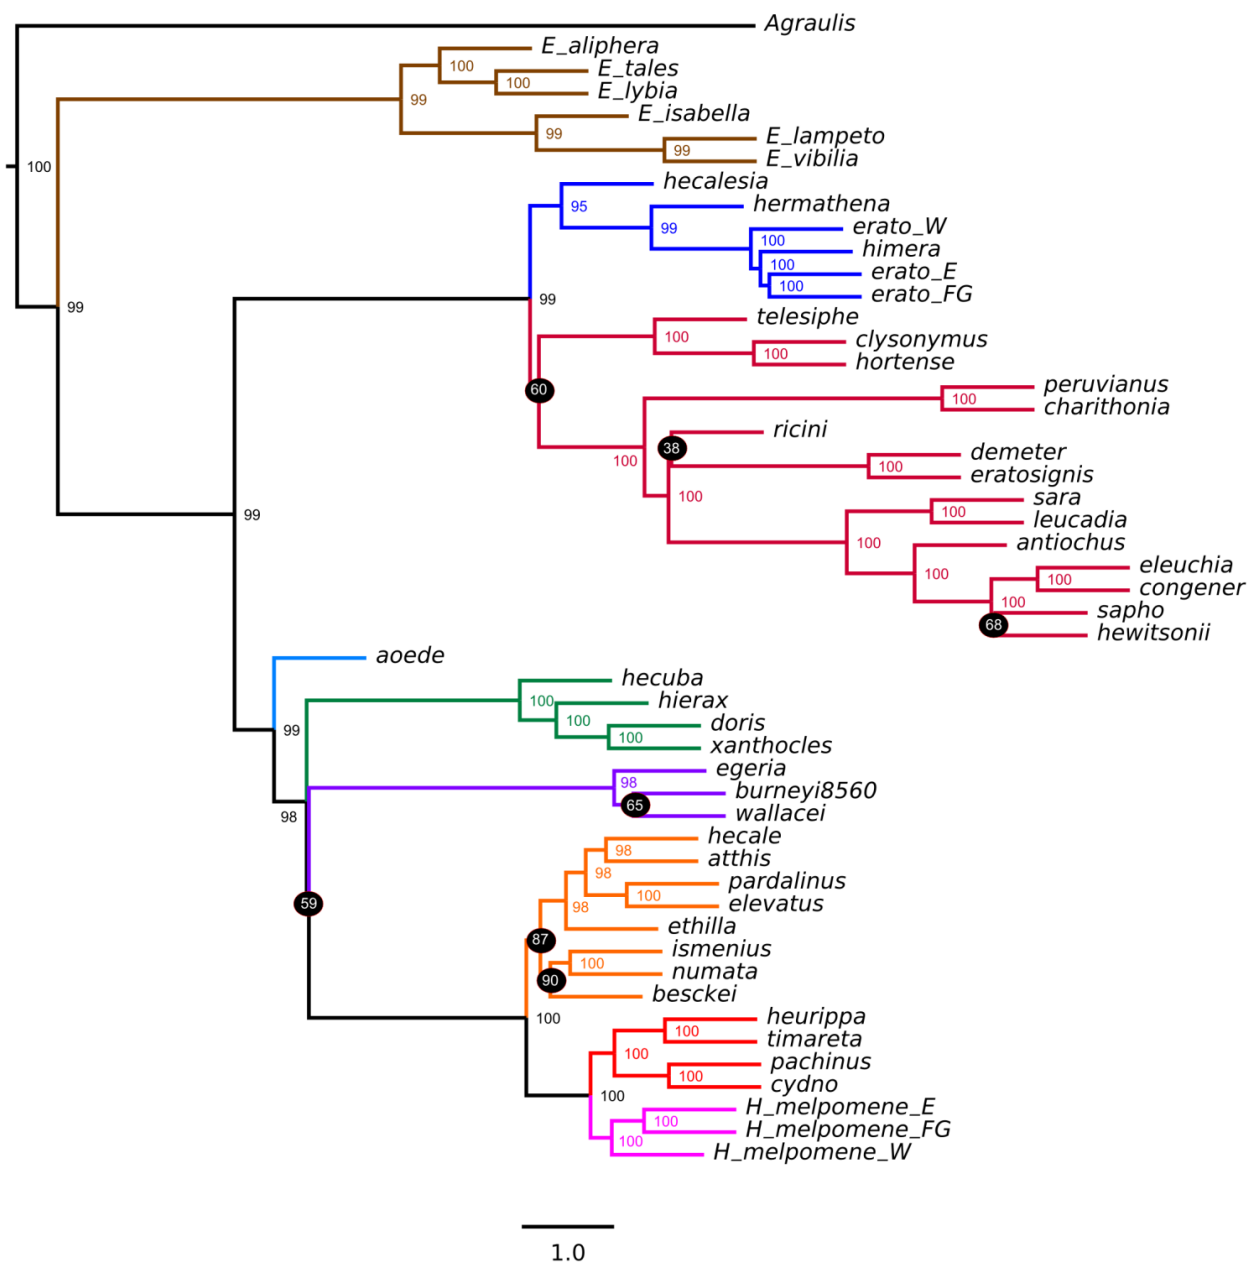 Agraulis
E_aliphera
100
E_tales
100
E_lybia
99
E_isabella
99
E_lampeto
99
E_vibilia
100
hecalesia
95
hermathena
99
erato_W
100
himera
100
erato_E
100
erato_FG
99
99
telesiphe
100
clysonymus
100
hortense
60
peruvianus
100
charithonia
ricini
38
100
demeter
100
eratosignis
100
sara
100
leucadia
99
100
antiochus
100
eleuchia
100
congener
100
sapho
68
hewitsonii
aoede
hecuba
100
hierax
100
doris
99
100
xanthocles
egeria
98
burneyi8560
65
wallacei
98
hecale
98
atthis
98
pardalinus
100
elevatus
59
98
ethilla
87
ismenius
100
numata
90
besckei
100
heurippa
100
timareta
100
pachinus
100
cydno
100
H_melpomene_E
100
H_melpomene_FG
100
H_melpomene_W
1.0